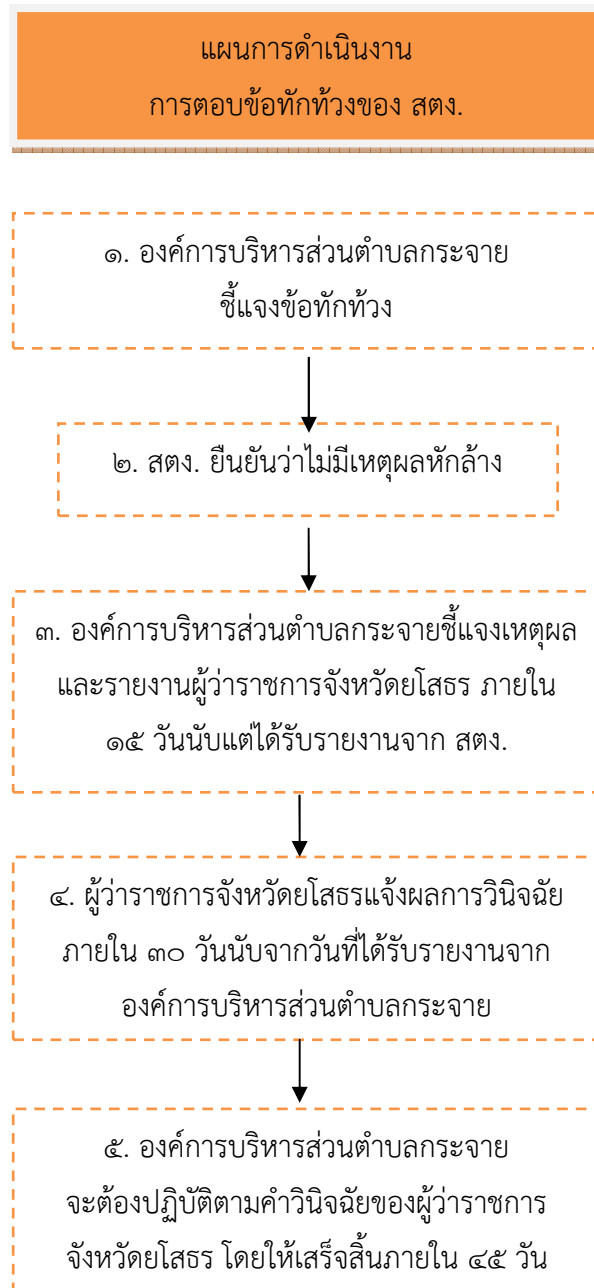 แผนการดำเนินงาน
การตอบข้อทักท้วงของ สตง.
๑. องค์การบริหารส่วนตำบลกระจาย
ชี้แจงข้อทักท้วง
๒. สตง. ยืนยันว่าไม่มีเหตุผลหักล้าง
๓. องค์การบริหารส่วนตำบลกระจายชี้แจงเหตุผล
และรายงานผู้ว่าราชการจังหวัดยโสธร ภายใน
๑๕ วันนับแต่ได้รับรายงานจาก สตง.
๔. ผู้ว่าราชการจังหวัดยโสธรแจ้งผลการวินิจฉัย
ภายใน ๓๐ วันนับจากวันที่ได้รับรายงานจาก
องค์การบริหารส่วนตำบลกระจาย
๕. องค์การบริหารส่วนตำบลกระจาย
จะต้องปฏิบัติตามคำวินิจฉัยของผู้ว่าราชการ
จังหวัดยโสธร โดยให้เสร็จสิ้นภายใน ๔๕ วัน